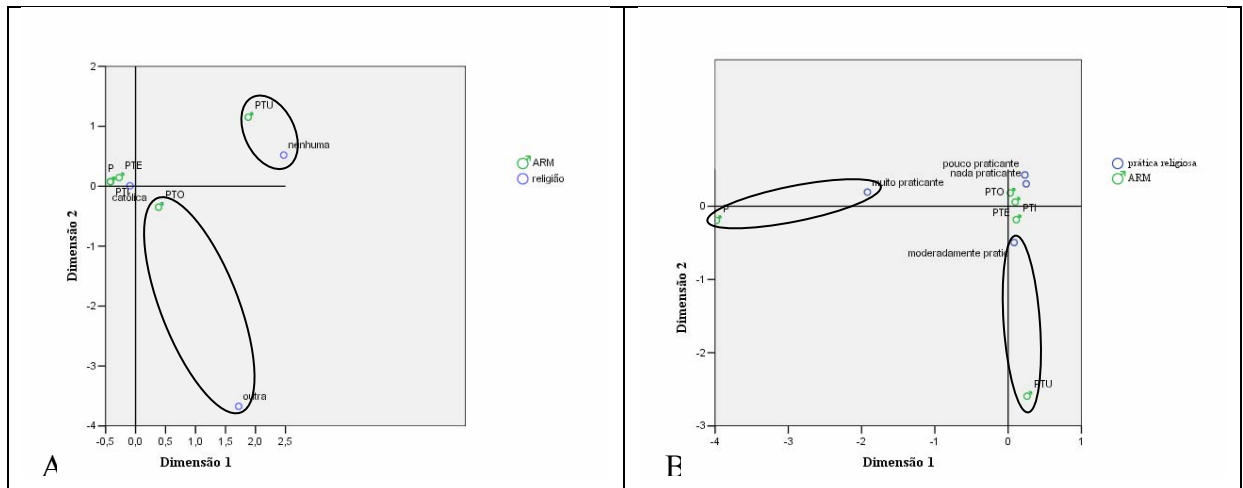 2
1
0
-1
-2
-3
-4
-0,5
0,0
0,5
1,0
1,5
2,0
2,5
Dimensão 2
Dimensão 1
P
PTE
PTI
católica
PTO
PTU
nenhuma
outra
ARM
religião
A
0
-1
-2
-3
-4
-3
-2
-1
0
1
Dimensão 2
Dimensão 1
pouco praticante
nada praticante
muito praticante
PTO
PTE
PTI
P
moderadamente pratic
PTU
prática religiosa
ARM
B